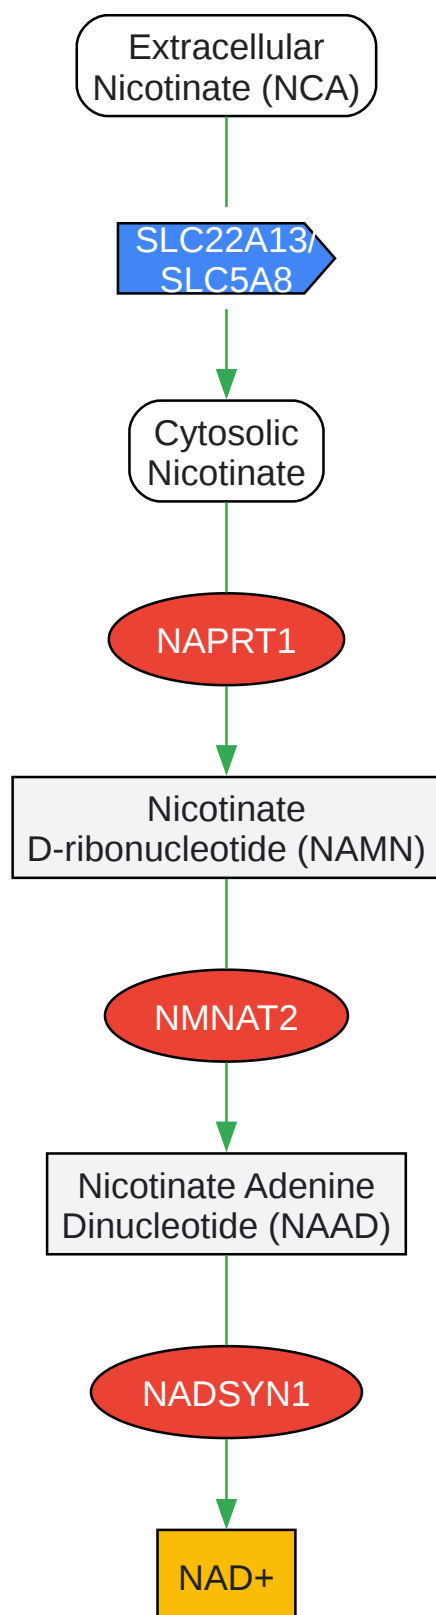 Extracellular
Nicotinate (NCA)
SLC22A13/
SLC5A8
Cytosolic
Nicotinate
NAPRT1
Nicotinate
D-ribonucleotide (NAMN)
NMNAT2
Nicotinate Adenine
Dinucleotide (NAAD)
NADSYN1
NAD+